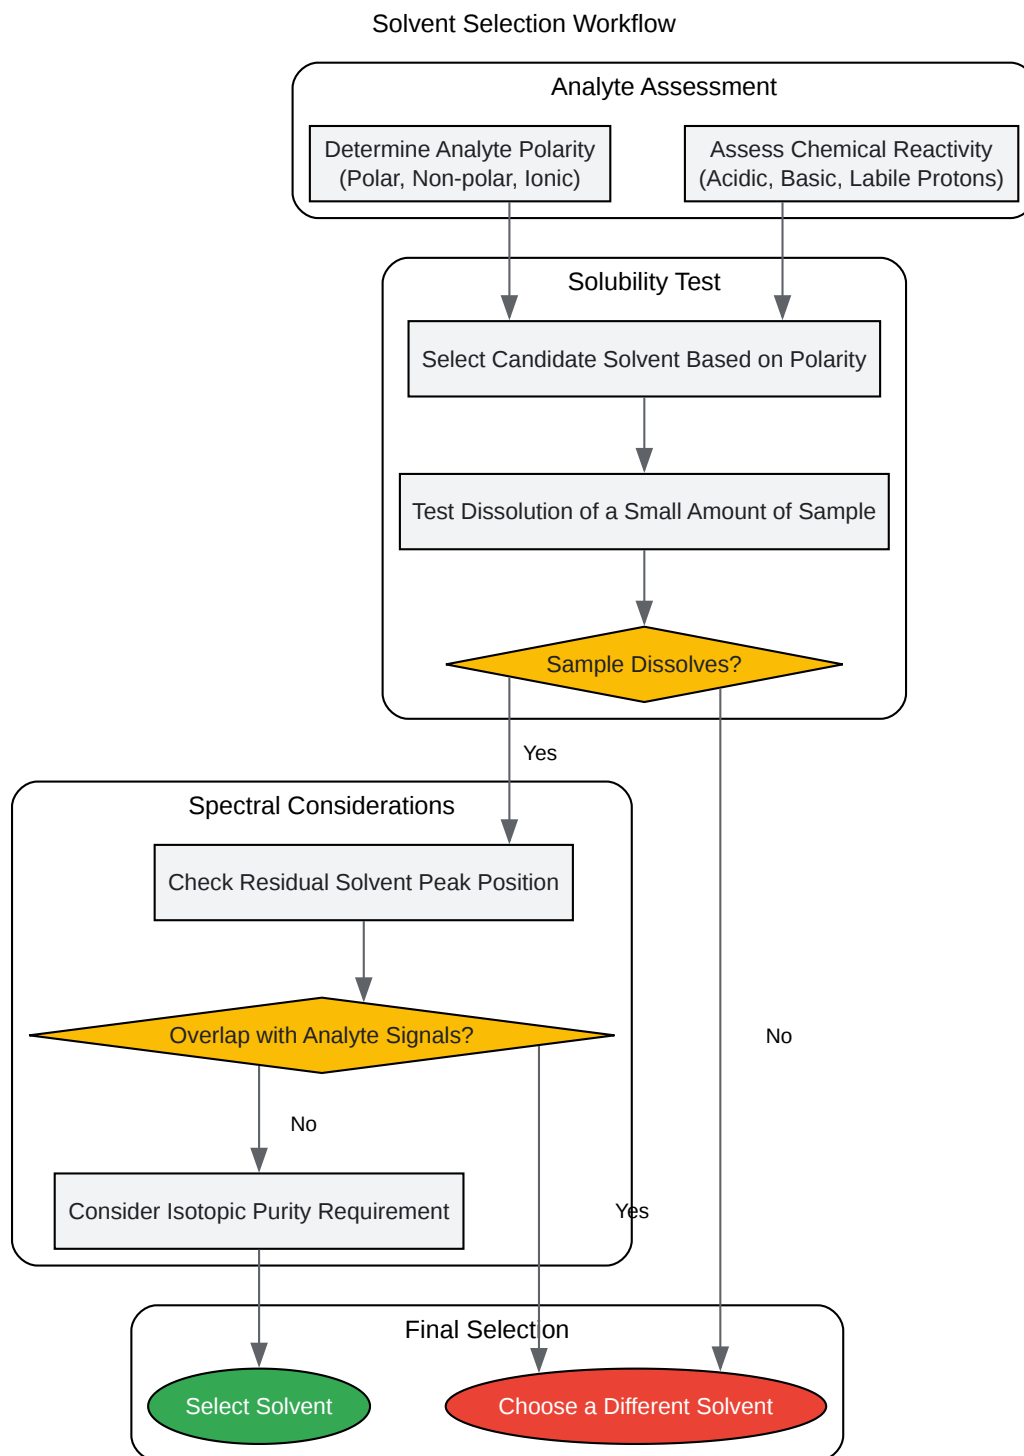 Solvent Selection Workflow
Analyte Assessment
Determine Analyte Polarity
(Polar, Non-polar, Ionic)
Assess Chemical Reactivity
(Acidic, Basic, Labile Protons)
Solubility Test
Select Candidate Solvent Based on Polarity
Test Dissolution of a Small Amount of Sample
Sample Dissolves?
Yes
Spectral Considerations
Check Residual Solvent Peak Position
Overlap with Analyte Signals?
No
No
Consider Isotopic Purity Requirement
Yes
Final Selection
Select Solvent
Choose a Different Solvent